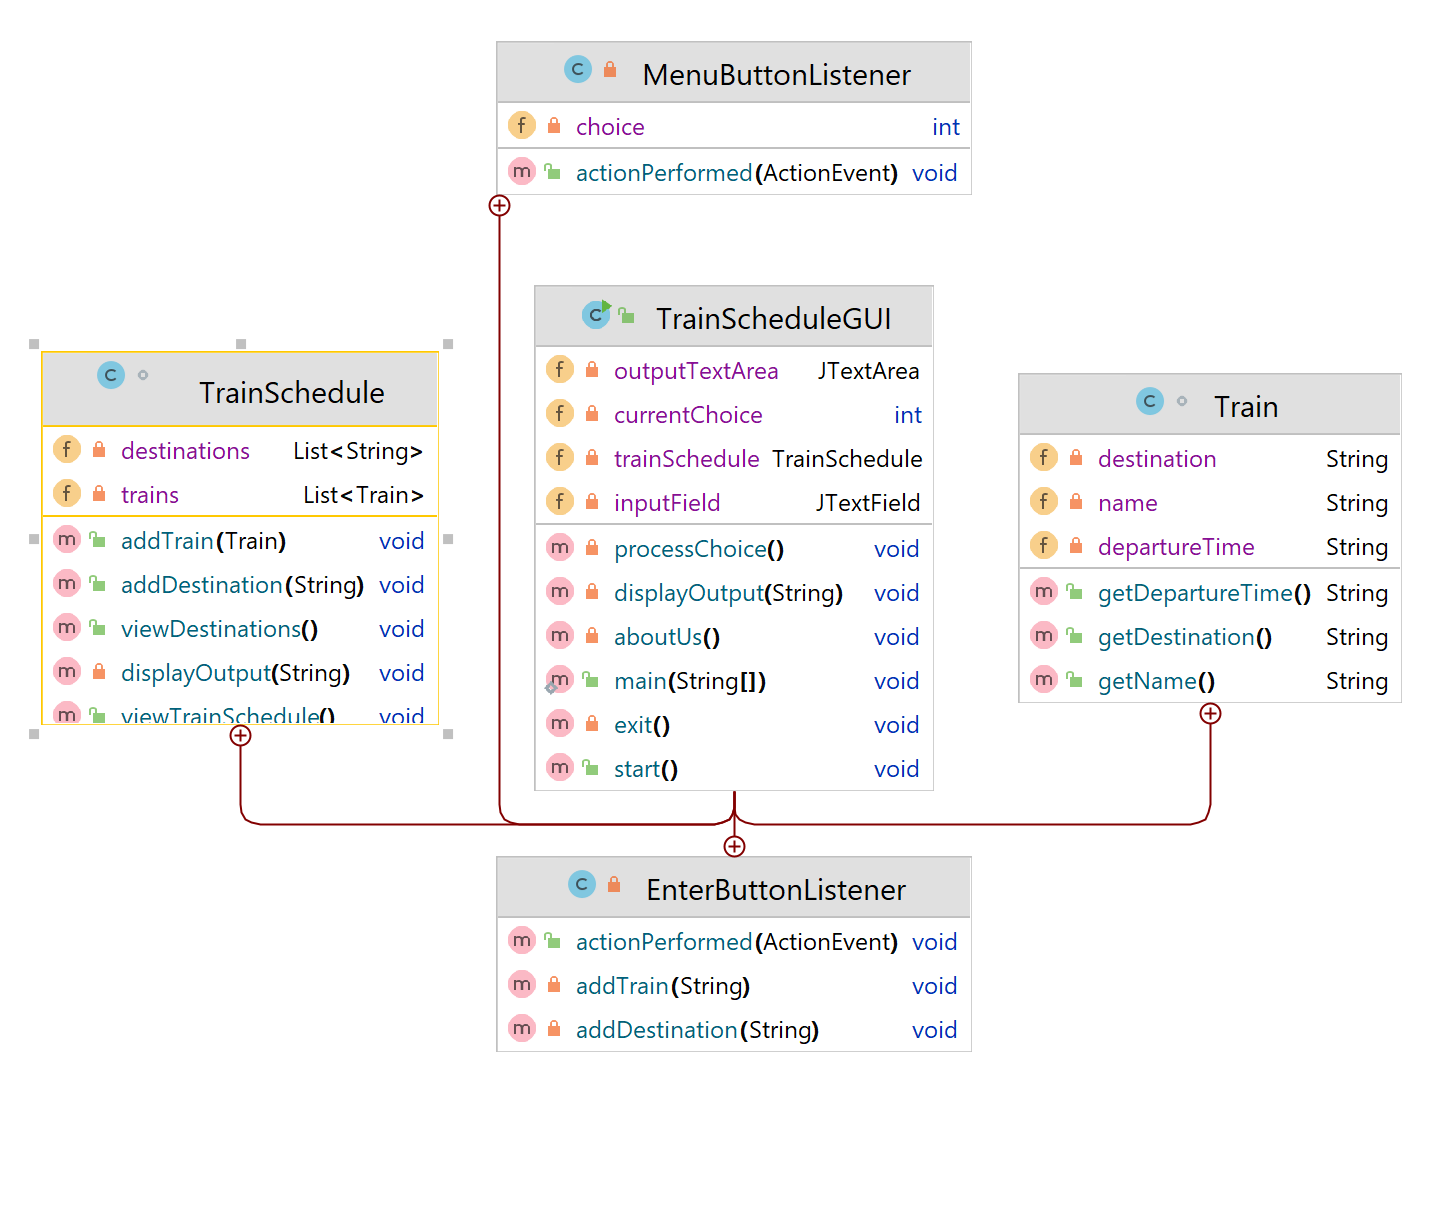 MenuButtonListener
choice int
actionPerformed(ActionEvent) void
TrainScheduleGUI
outputTextArea JTextArea
currentChoice int
trainSchedule TrainSchedule
inputField JTextField
processChoice() void
displayOutput(String) void
aboutUs() void
main(String[]) void
exit() void
start() void
TrainSchedule
destinations List<String>
trains List<Train>
addTrain(Train) void
addDestination(String) void
viewDestinations() void
displayOutput(String) void
viewTrainSchedule() void
Train
destination String
name String
departureTime String
getDepartureTime() String
getDestination() String
getName() String
EnterButtonListener
actionPerformed(ActionEvent) void
addTrain(String) void
addDestination(String) void